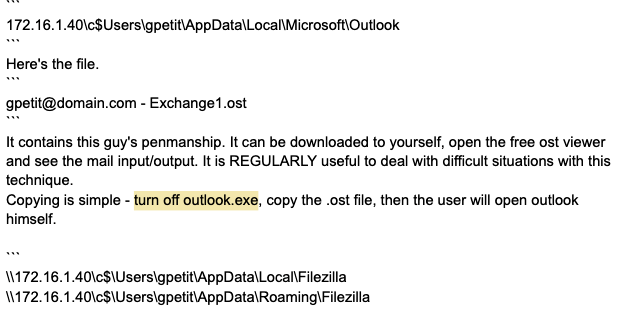 ```
172.16.1.40\c$Users\gpetit\AppData\Local\Microsoft\Outlook
```
Here's the file.
```
gpetit@domain.com - Exchange1.ost
```
It contains this guy's penmanship. It can be downloaded to yourself, open the free ost viewer
and see the mail input/output. It is REGULARLY useful to deal with difficult situations with this
technique.
Copying is simple - turn off outlook.exe, copy the .ost file, then the user will open outlook
himself.
```
\\172.16.1.40\c$\Users\gpetit\AppData\Local\Filezilla
\\172.16.1.40\c$\Users\gpetit\AppData\Roaming\Filezilla